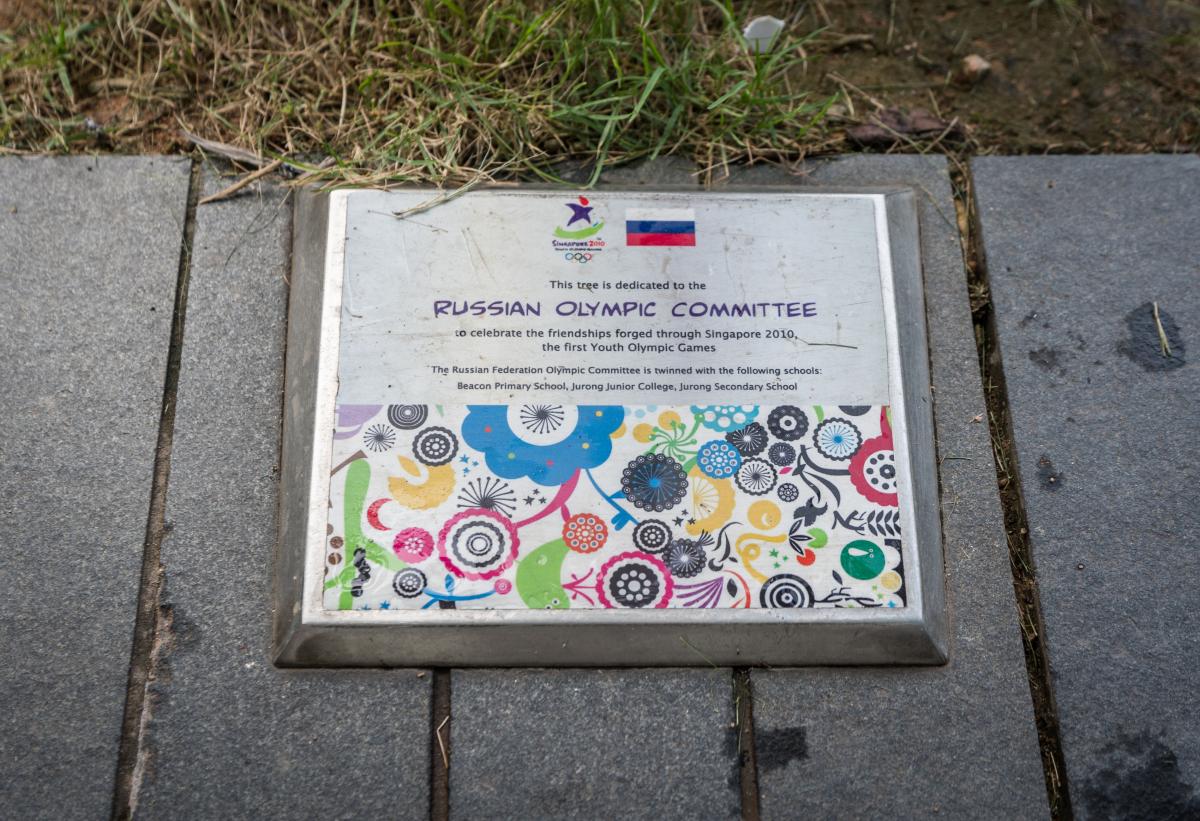 SINGAPORE 2010
This tree is dedicated to the
RUSSIAN OLYMPIC COMMITTEE
to celebrate the friendships forged through Singapore 2010,
the first Youth Olympic Games
The Russian Federation Olympic Committee is twinned with the following schools:
Beacon Primary School, Jurong Junior College, Jurong Secondary School